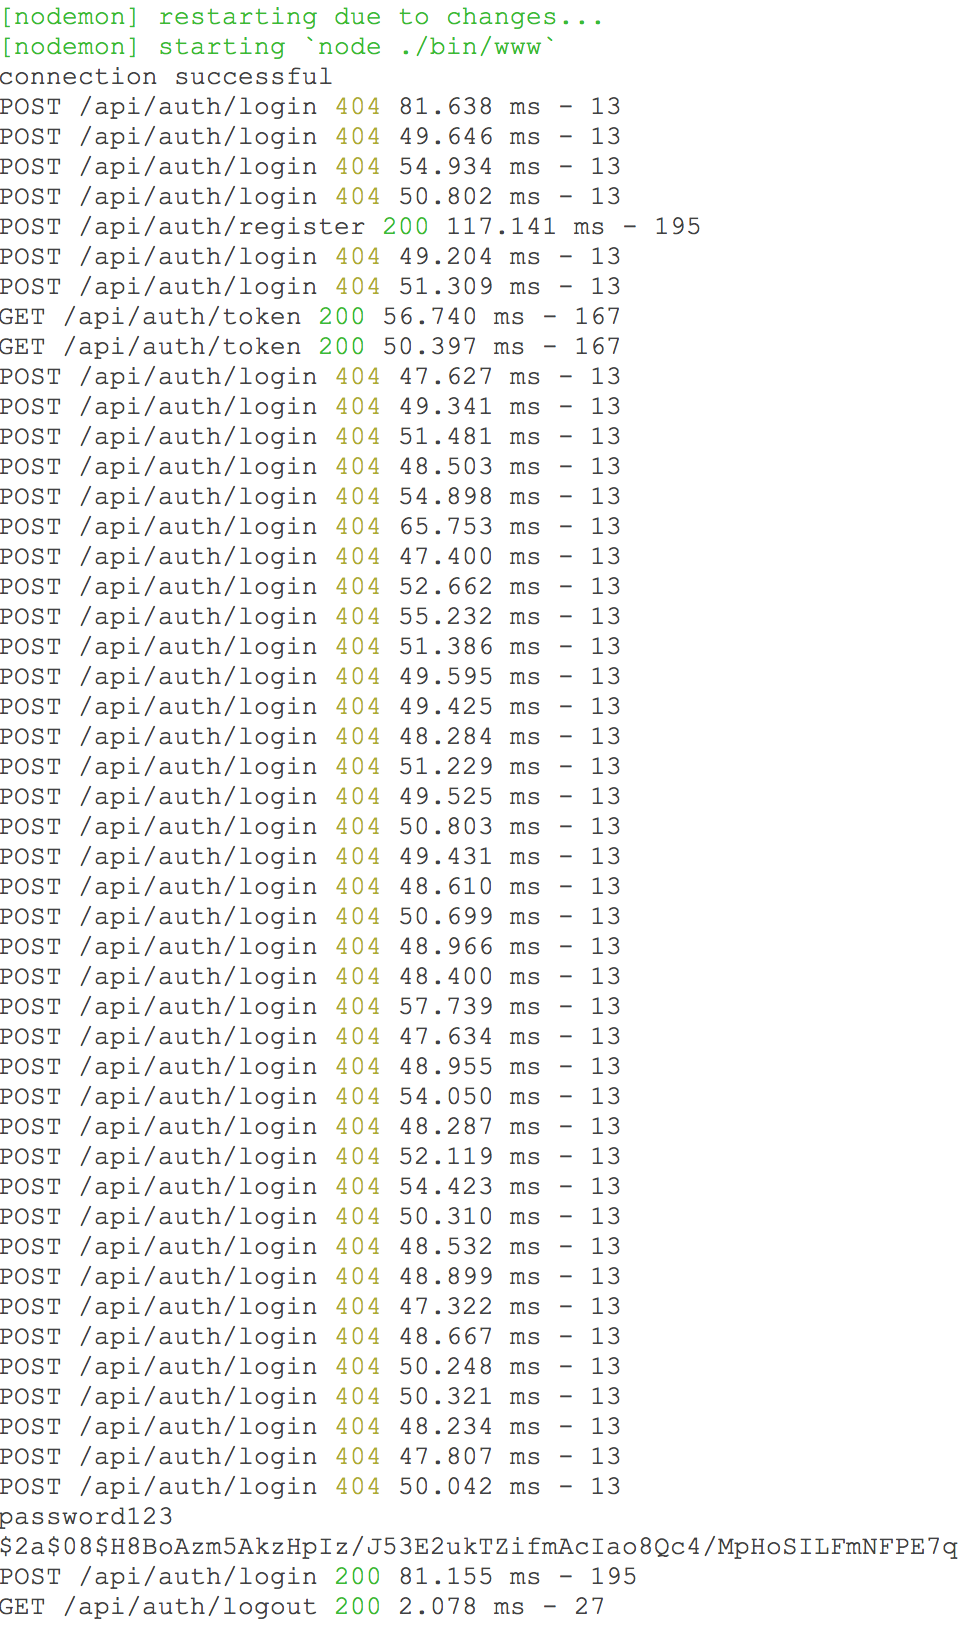 [nodemon] restarting due to changes...
[nodemon] starting `node ./bin/www`
connection successful
POST /api/auth/login 404 81.638 ms - 13
POST /api/auth/login 404 49.646 ms - 13
POST /api/auth/login 404 54.934 ms - 13
POST /api/auth/login 404 50.802 ms - 13
POST /api/auth/register 200 117.141 ms - 195
POST /api/auth/login 404 49.204 ms - 13
POST /api/auth/login 404 51.309 ms - 13
GET /api/auth/token 200 56.740 ms - 167
GET /api/auth/token 200 50.397 ms - 167
POST /api/auth/login 404 47.627 ms - 13
POST /api/auth/login 404 49.341 ms - 13
POST /api/auth/login 404 51.481 ms - 13
POST /api/auth/login 404 48.503 ms - 13
POST /api/auth/login 404 54.898 ms - 13
POST /api/auth/login 404 65.753 ms - 13
POST /api/auth/login 404 47.400 ms - 13
POST /api/auth/login 404 52.662 ms - 13
POST /api/auth/login 404 55.232 ms - 13
POST /api/auth/login 404 51.386 ms - 13
POST /api/auth/login 404 49.595 ms - 13
POST /api/auth/login 404 49.425 ms - 13
POST /api/auth/login 404 48.284 ms - 13
POST /api/auth/login 404 51.229 ms - 13
POST /api/auth/login 404 49.525 ms - 13
POST /api/auth/login 404 50.803 ms - 13
POST /api/auth/login 404 49.431 ms - 13
POST /api/auth/login 404 48.610 ms - 13
POST /api/auth/login 404 50.699 ms - 13
POST /api/auth/login 404 48.966 ms - 13
POST /api/auth/login 404 48.400 ms - 13
POST /api/auth/login 404 57.739 ms - 13
POST /api/auth/login 404 47.634 ms - 13
POST /api/auth/login 404 48.955 ms - 13
POST /api/auth/login 404 54.050 ms - 13
POST /api/auth/login 404 48.287 ms - 13
POST /api/auth/login 404 52.119 ms - 13
POST /api/auth/login 404 54.423 ms - 13
POST /api/auth/login 404 50.310 ms - 13
POST /api/auth/login 404 48.532 ms - 13
POST /api/auth/login 404 48.899 ms - 13
POST /api/auth/login 404 47.322 ms - 13
POST /api/auth/login 404 48.667 ms - 13
POST /api/auth/login 404 50.248 ms - 13
POST /api/auth/login 404 50.321 ms - 13
POST /api/auth/login 404 48.234 ms - 13
POST /api/auth/login 404 47.807 ms - 13
POST /api/auth/login 404 50.042 ms - 13
password123
$2a$08$H8BoAzm5AkzHpIz/J53E2ukTZifmAcIao8Qc4/MpHoSILFmNFPE7q
POST /api/auth/login 200 81.155 ms - 195
GET /api/auth/logout 200 2.078 ms - 27